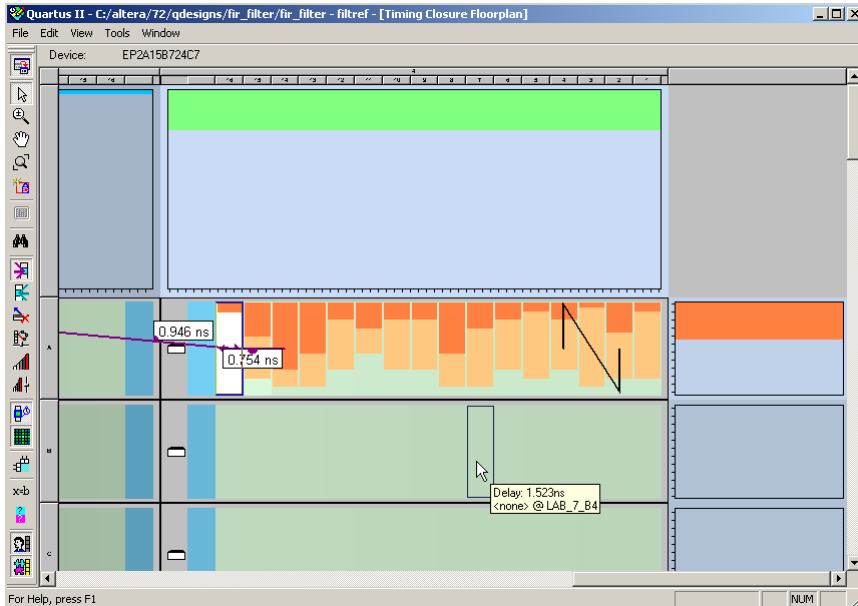 Quartus II - C:/altera/72/qdesigns/fir_filter/fir_filter - filtref - [Timing Closure Floorplan]
File Edit View Tools Window
Device: EP2A15B724C7
A
0.946 ns
0.754 ns
B
Delay: 1.523ns
<none> @ LAB_7_B4
x=b
C
For Help, press F1
NUM